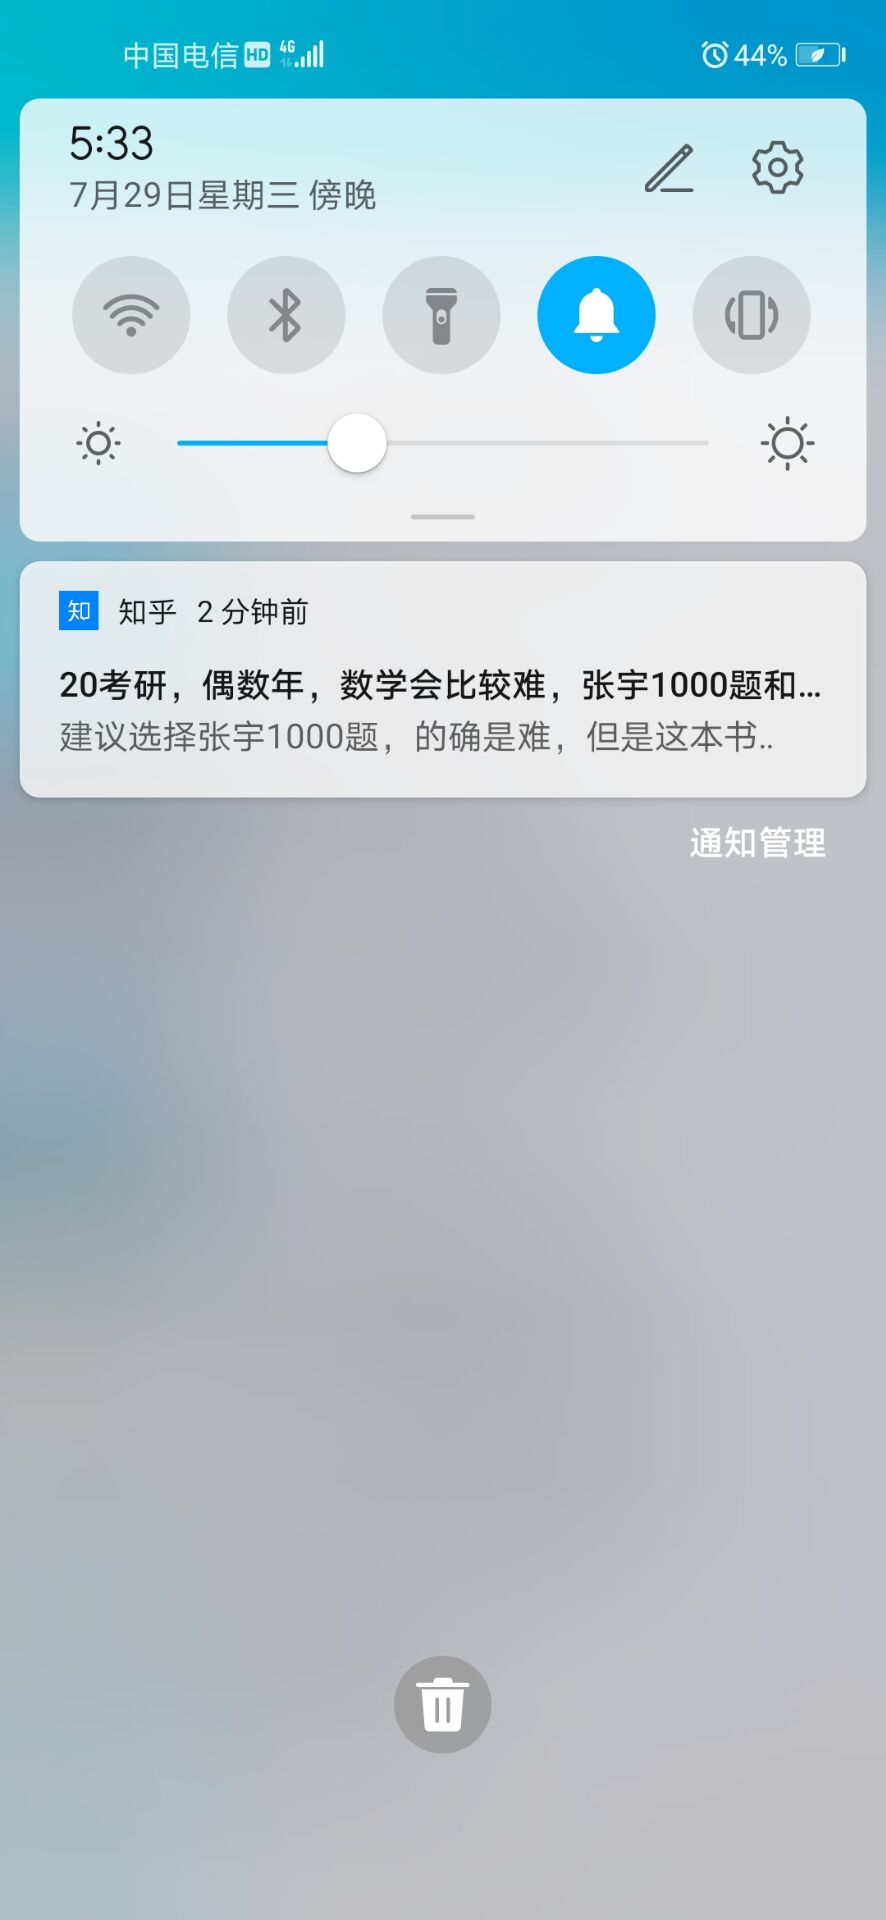 中国电信 HD 4G 44%
5:33
7月29日星期三 傍晚
知 知乎 2 分钟前
20考研，偶数年，数学会比较难，张宇1000题和...
建议选择张宇1000题，的确是难，但是这本书..
通知管理